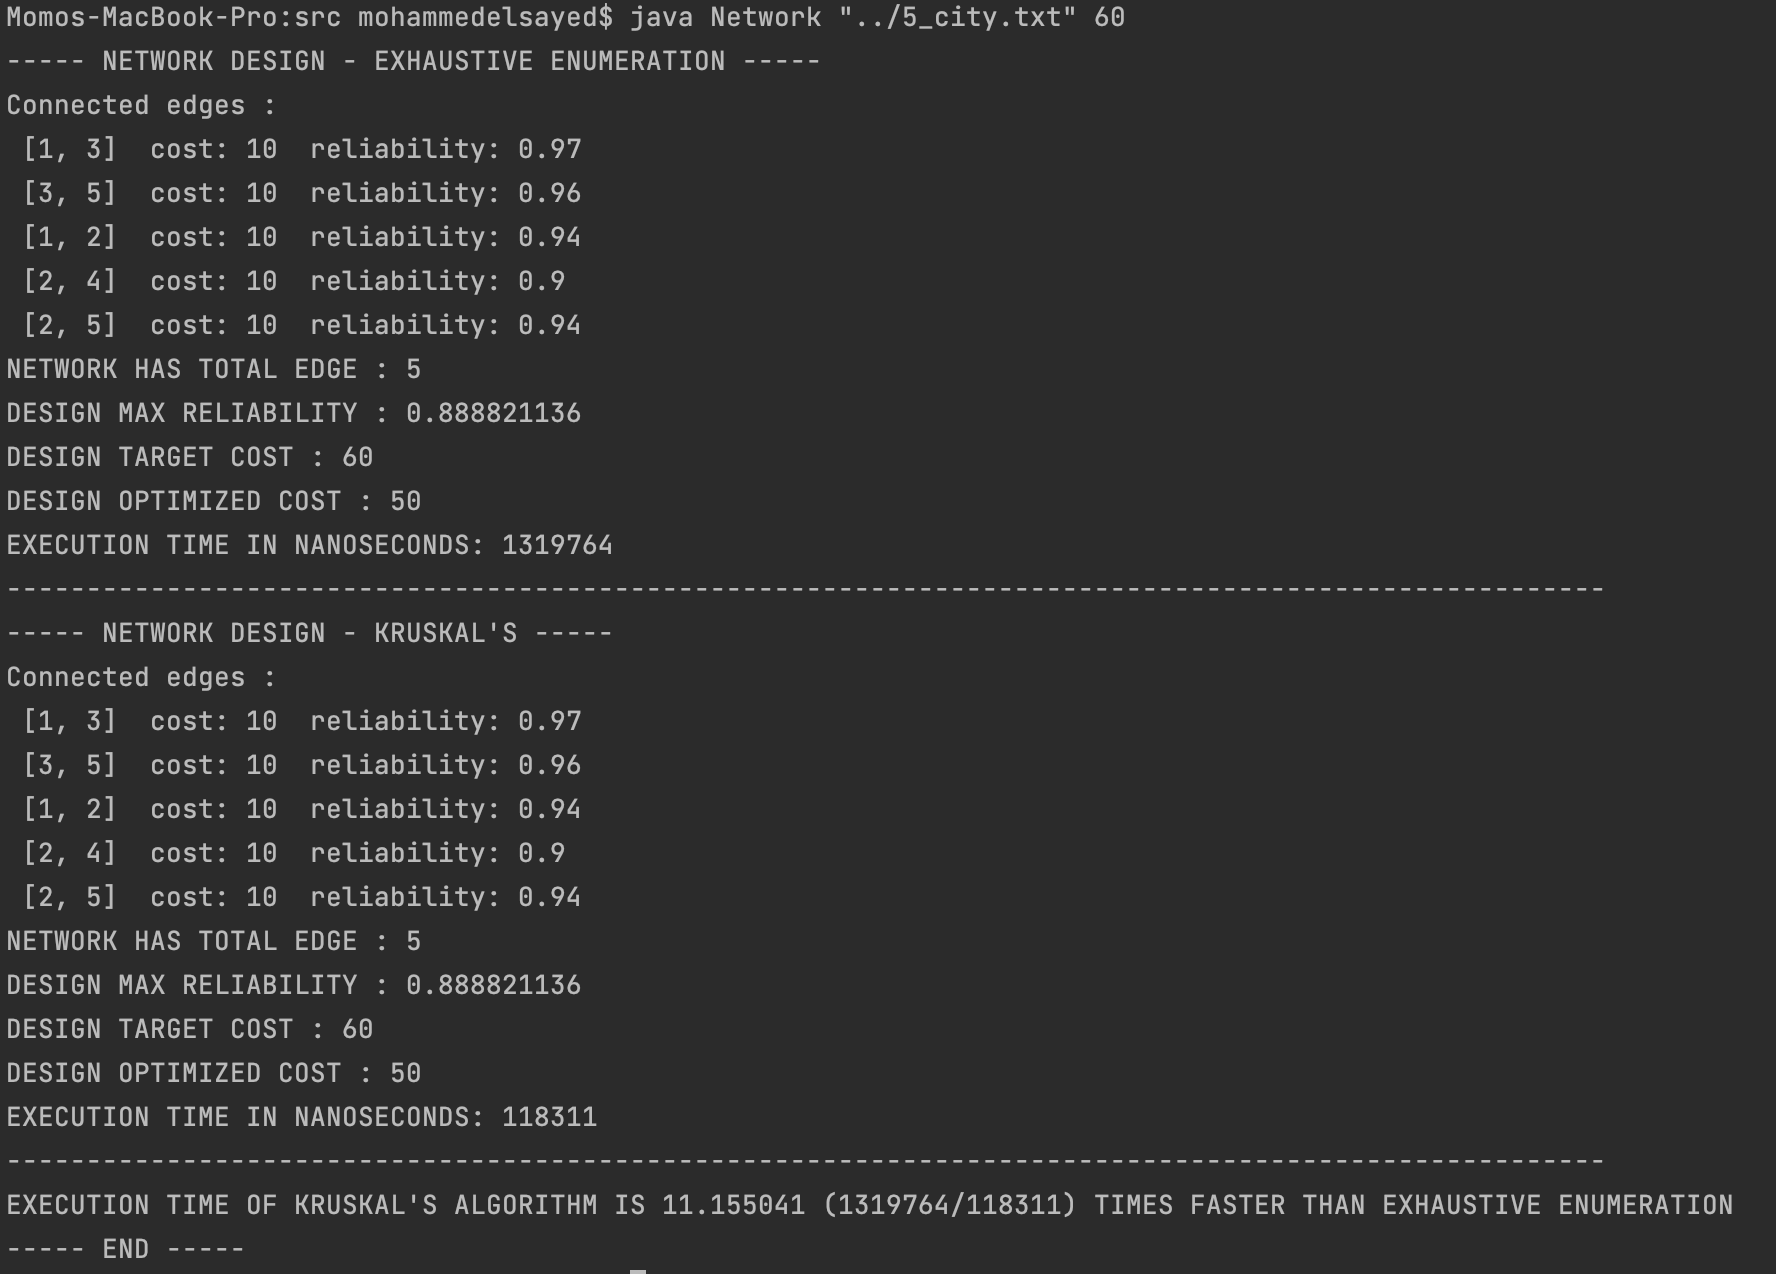 Momos-MacBook-Pro:src mohammedelsayed$ java Network "../5_city.txt" 60
----- NETWORK DESIGN - EXHAUSTIVE ENUMERATION -----
Connected edges :
 [1, 3]  cost: 10  reliability: 0.97
 [3, 5]  cost: 10  reliability: 0.96
 [1, 2]  cost: 10  reliability: 0.94
 [2, 4]  cost: 10  reliability: 0.9
 [2, 5]  cost: 10  reliability: 0.94
NETWORK HAS TOTAL EDGE : 5
DESIGN MAX RELIABILITY : 0.888821136
DESIGN TARGET COST : 60
DESIGN OPTIMIZED COST : 50
EXECUTION TIME IN NANOSECONDS: 1319764
----------------------------------------------------------------------------------------------------
----- NETWORK DESIGN - KRUSKAL'S -----
Connected edges :
 [1, 3]  cost: 10  reliability: 0.97
 [3, 5]  cost: 10  reliability: 0.96
 [1, 2]  cost: 10  reliability: 0.94
 [2, 4]  cost: 10  reliability: 0.9
 [2, 5]  cost: 10  reliability: 0.94
NETWORK HAS TOTAL EDGE : 5
DESIGN MAX RELIABILITY : 0.888821136
DESIGN TARGET COST : 60
DESIGN OPTIMIZED COST : 50
EXECUTION TIME IN NANOSECONDS: 118311
----------------------------------------------------------------------------------------------------
EXECUTION TIME OF KRUSKAL'S ALGORITHM IS 11.155041 (1319764/118311) TIMES FASTER THAN EXHAUSTIVE ENUMERATION
----- END -----